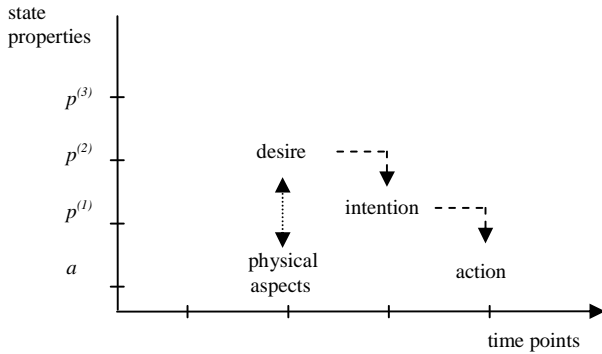 state
properties
p(3)
p(2)
desire
p(1)
intention
a
physical
aspects
action
time points